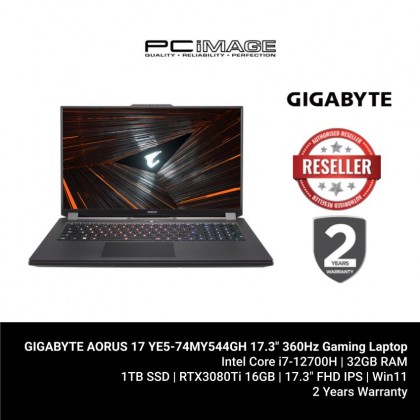 PC iMAGE
QUALITY • RELIABILITY • PERFECTION
GIGABYTE
AUTHORISED RESELLER
RESELLER
2
YEARS
WARRANTY
GIGABYTE AORUS 17 YE5-74MY544GH 17.3" 360Hz Gaming Laptop
Intel Core i7-12700H | 32GB RAM
1TB SSD | RTX3080Ti 16GB | 17.3" FHD IPS | Win11
2 Years Warranty